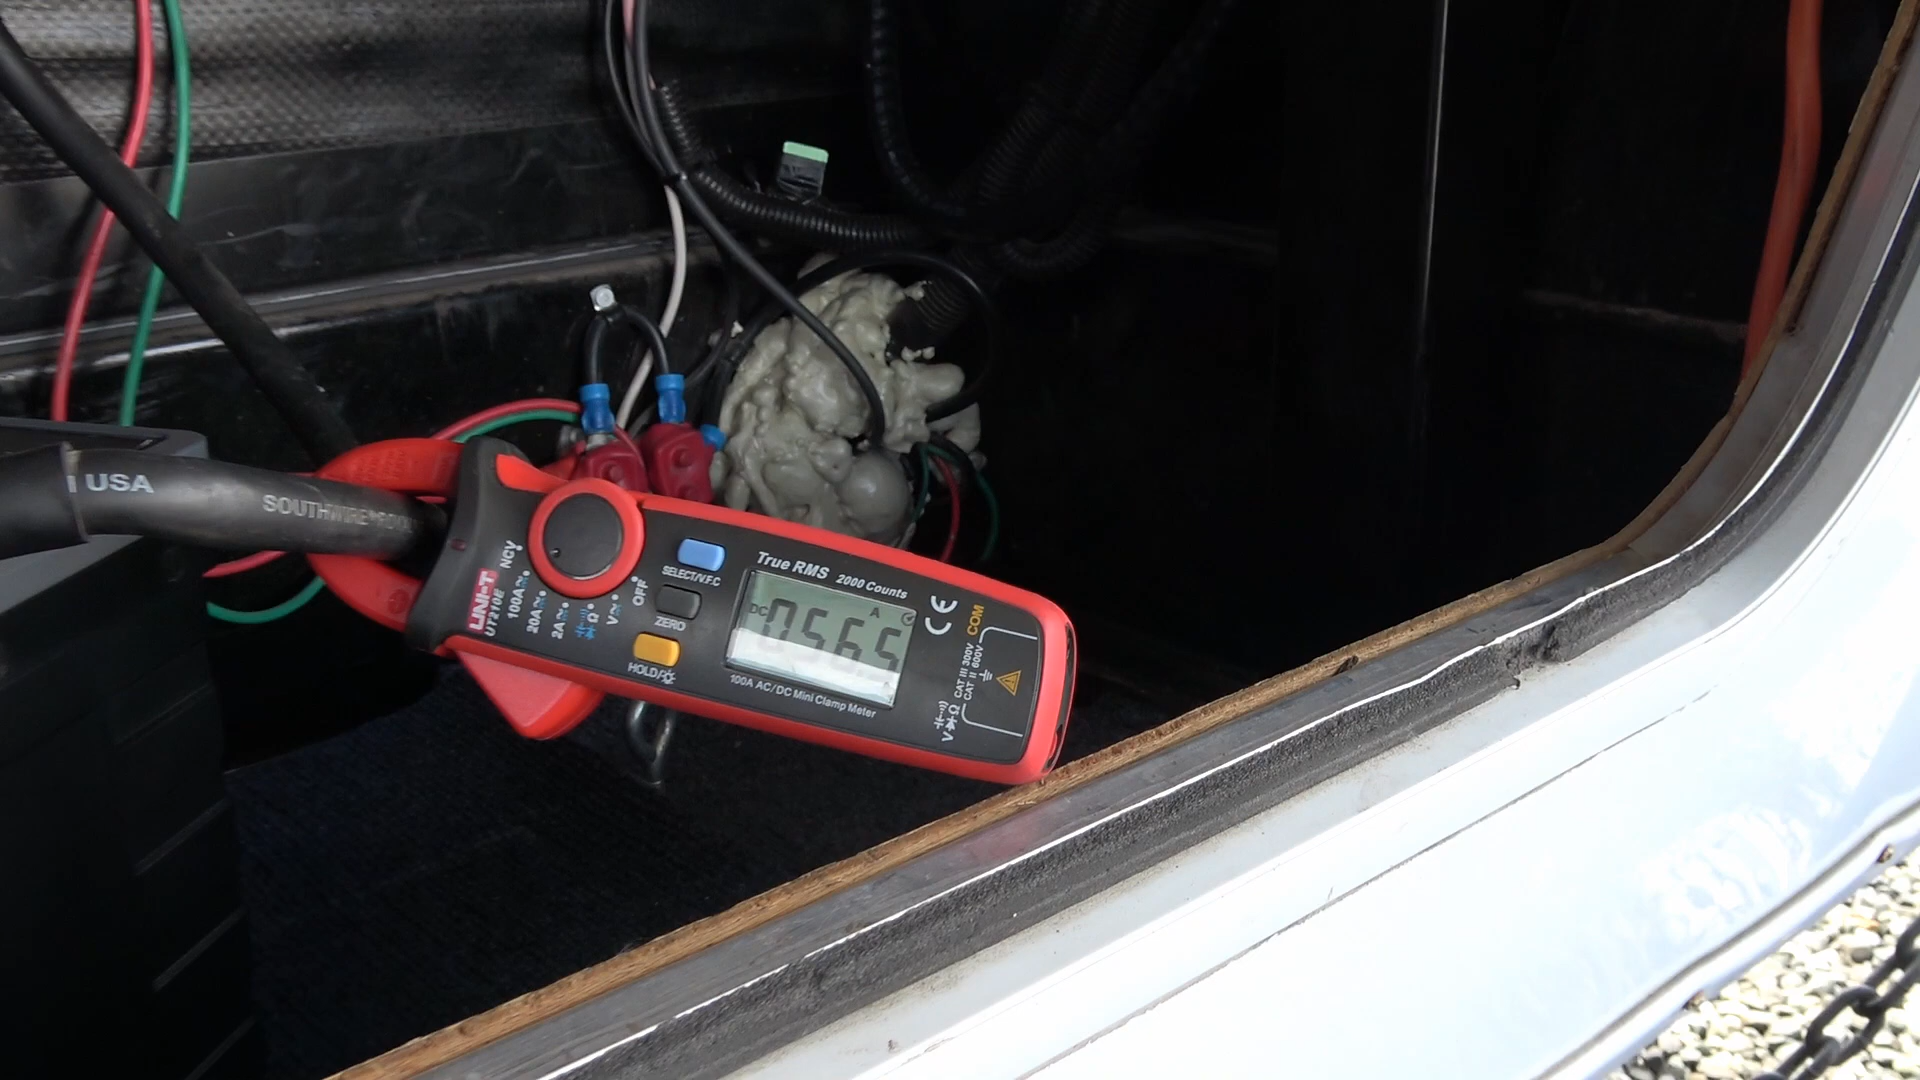 USA
SOUTHWIRE
NCV
UNI-T
UT210E
100A
20A
2A
Ω
V
OFF
SELECT/V.F.C
ZERO
HOLD
True RMS 2000 Counts
DC 0565 A
100A AC/DC Mini Clamp Meter
CE
COM
CAT III 300V
CAT II 600V
VΩ